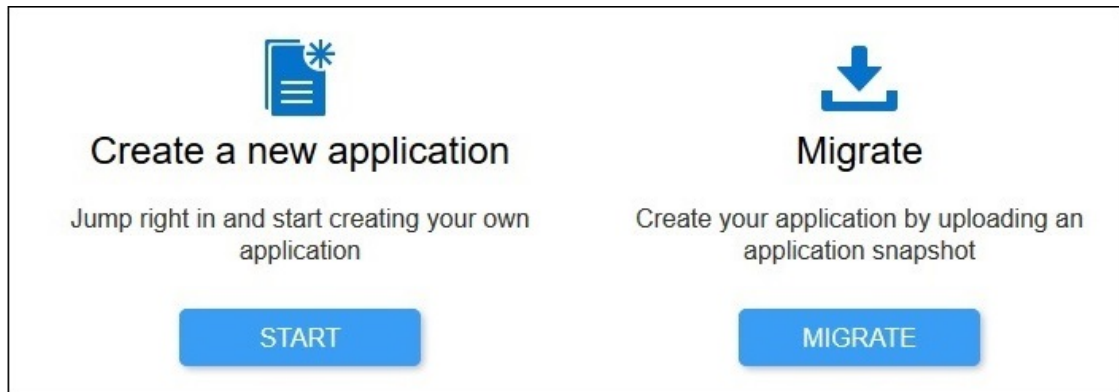 Create a new application
Jump right in and start creating your own
application
START
Migrate
Create your application by uploading an
application snapshot
MIGRATE